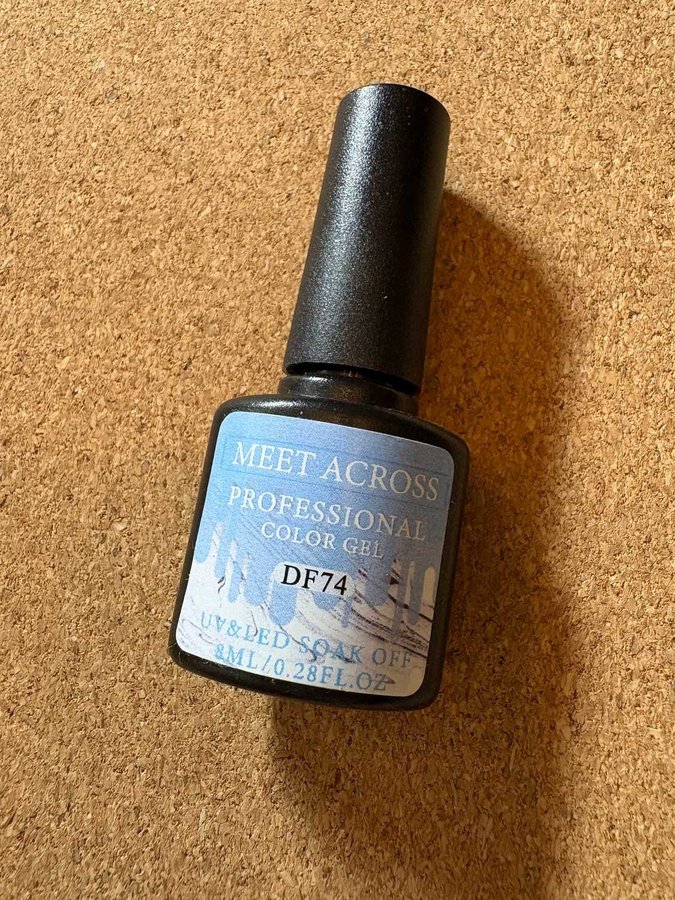 MEET ACROSS
PROFESSIONAL
COLOR GEL
DF74
UV&LED SOAK OFF
8ML/0.28FL.OZ